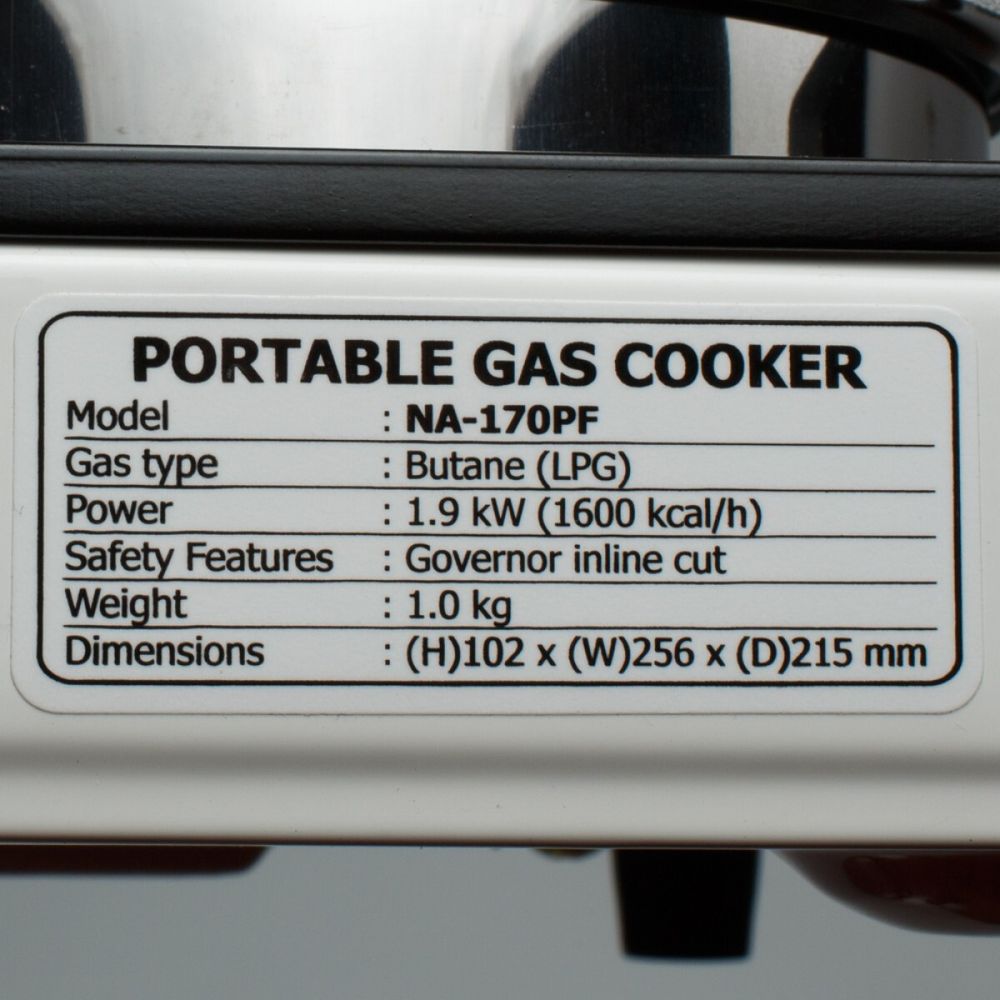 PORTABLE GAS COOKER
Model : NA-170PF
Gas type : Butane (LPG)
Power : 1.9 kW (1600 kcal/h)
Safety Features : Governor inline cut
Weight : 1.0 kg
Dimensions : (H)102 x (W)256 x (D)215 mm